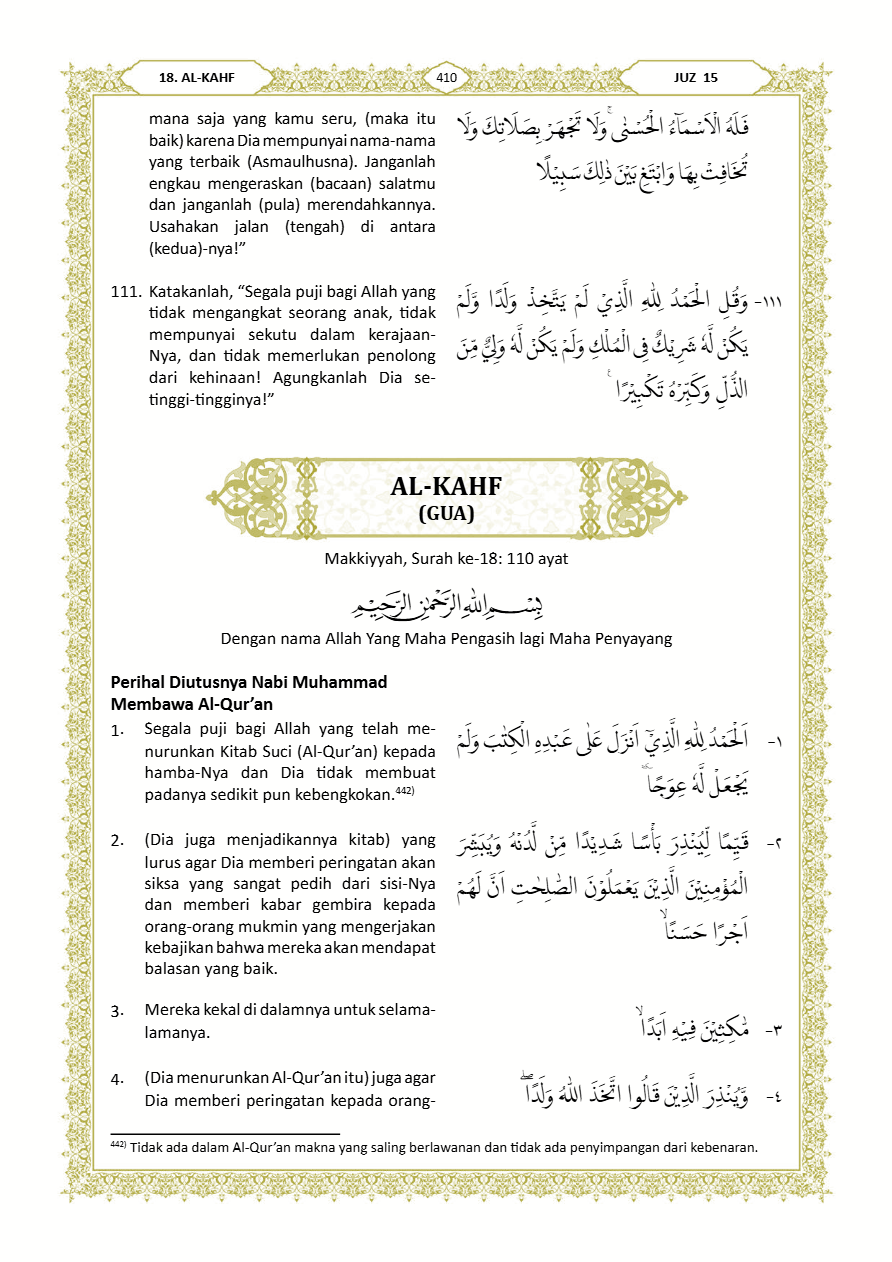 18. AL-KAHF
410
JUZ 15
mana saja yang kamu seru, (maka itu
baik) karena Dia mempunyai nama-nama
yang terbaik (Asmaulhusna). Janganlah
engkau mengeraskan (bacaan) salatmu
dan janganlah (pula) merendahkannya.
Usahakan jalan (tengah) di antara
(kedua)-nya!”
فَلَهُ الْاَسْمَاۤءُ الْحُسْنٰىۚ وَلَا تَجْهَرْ بِصَلَاتِكَ وَلَا
تُخَافِتْ بِهَا وَابْتَغِ بَيْنَ ذٰلِكَ سَبِيْلًا
111. Katakanlah, “Segala puji bagi Allah yang
tidak mengangkat seorang anak, tidak
mempunyai sekutu dalam kerajaan-
Nya, dan tidak memerlukan penolong
dari kehinaan! Agungkanlah Dia se-
tinggi-tingginya!”
١١١- وَقُلِ الْحَمْدُ لِلّٰهِ الَّذِيْ لَمْ يَتَّخِذْ وَلَدًا وَّلَمْ
يَكُنْ لَّهٗ شَرِيْكٌ فِى الْمُلْكِ وَلَمْ يَكُنْ لَّهٗ وَلِيٌّ مِّنَ
الذُّلِّ وَكَبِّرْهُ تَكْبِيْرًاࣖ
AL-KAHF
(GUA)
Makkiyyah, Surah ke-18: 110 ayat
بِسْمِ اللّٰهِ الرَّحْمٰنِ الرَّحِيْمِ
Dengan nama Allah Yang Maha Pengasih lagi Maha Penyayang
Perihal Diutusnya Nabi Muhammad
Membawa Al-Qur’an
1. Segala puji bagi Allah yang telah me-
nurunkan Kitab Suci (Al-Qur’an) kepada
hamba-Nya dan Dia tidak membuat
padanya sedikit pun kebengkokan.442)
١- اَلْحَمْدُ لِلّٰهِ الَّذِيْٓ اَنْزَلَ عَلٰى عَبْدِهِ الْكِتٰبَ وَلَمْ
يَجْعَلْ لَّهٗ عِوَجًاۜ
2. (Dia juga menjadikannya kitab) yang
lurus agar Dia memberi peringatan akan
siksa yang sangat pedih dari sisi-Nya
dan memberi kabar gembira kepada
orang-orang mukmin yang mengerjakan
kebajikan bahwa mereka akan mendapat
balasan yang baik.
٢- قَيِّمًا لِّيُنْذِرَ بَأْسًا شَدِيْدًا مِّنْ لَّدُنْهُ وَيُبَشِّرَ
الْمُؤْمِنِيْنَ الَّذِيْنَ يَعْمَلُوْنَ الصّٰلِحٰتِ اَنَّ لَهُمْ
اَجْرًا حَسَنًاۙ
3. Mereka kekal di dalamnya untuk selama-
lamanya.
٣- مّٰكِثِيْنَ فِيْهِ اَبَدًاۙ
4. (Dia menurunkan Al-Qur’an itu) juga agar
Dia memberi peringatan kepada orang-
٤- وَّيُنْذِرَ الَّذِيْنَ قَالُوا اتَّخَذَ اللّٰهُ وَلَدًاۖ
442) Tidak ada dalam Al-Qur’an makna yang saling berlawanan dan tidak ada penyimpangan dari kebenaran.